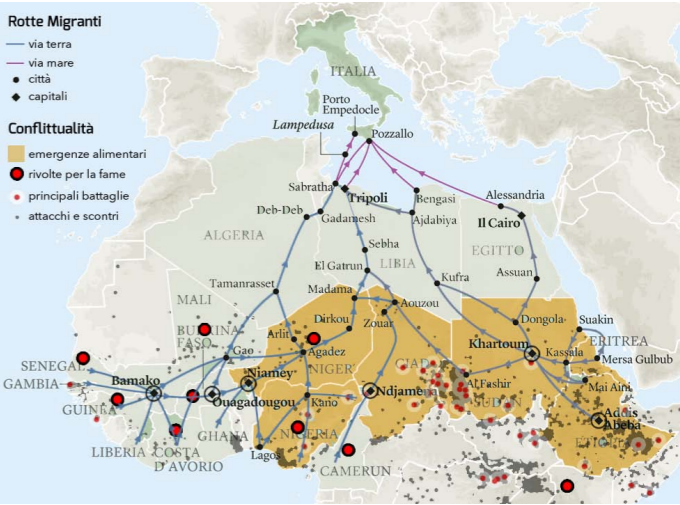 Rotte Migranti
via terra
via mare
città
capitali
Conflittualità
emergenze alimentari
rivolte per la fame
principali battaglie
attacchi e scontri
ITALIA
Porto
Empedocle
Lampedusa
Pozzallo
Sabratha
Tripoli
Bengasi
Alessandria
Deb-Deb
Gadamesh
Ajdabiya
Il Cairo
ALGERIA
Sebha
EGITTO
El Gatrun
LIBIA
Kufra
Assuan
Tamanrasset
Madama
MALI
Aouzou
Dirkou
Zouar
Dongola
Suakin
BURKINA
FASO
Arlit
Khartoum
ERITREA
Gao
Agadez
Kassala
Mersa Gulbub
SENEGAL
NIGER
CIAD
GAMBIA
Bamako
Niamey
Ndjamena
Al Fashir
Mai Aini
GUINEA
Ouagadougou
Kano
SUDAN
Addis
Abeba
GHANA
NIGERIA
ETIOPIA
LIBERIA
COSTA
D'AVORIO
Lagos
CAMERUN